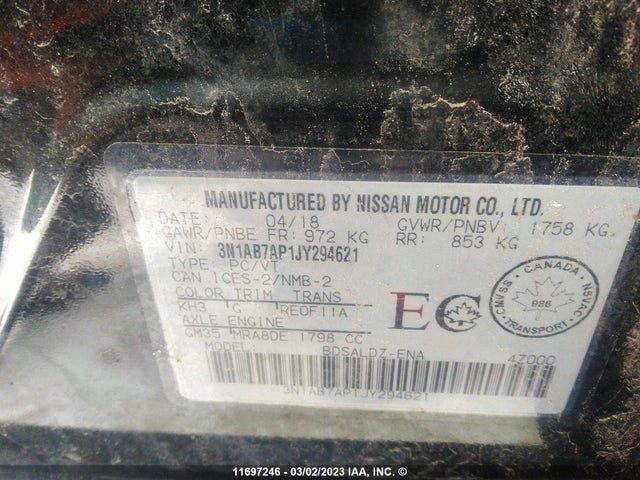 MANUFACTURED BY NISSAN MOTOR CO., LTD.
DATE: 04/18 GVWR/PNBV: 1758 KG
GAWR/PNBE FR: 972 KG RR: 853 KG
VIN: 3N1AB7AP1JY294621
TYPE: PC/VT
CAN ICES-2/NMB-2
COLOR TRIM TRANS
KH3 G RE0F11A
AXLE ENGINE
GM35 MRA8DE 1798 CC
MODEL: BDSALDZ-ENA 4Z000
3N1AB7AP1JY294621
EC
CANADA
CMVSS
NSVAC
986
TRANSPORT
11697246 — 03/02/2023 IAA, INC. ©